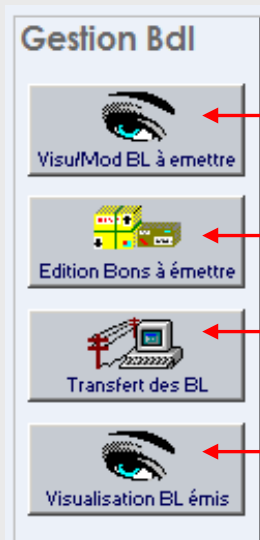 Gestion Bdl
Visu/Mod BL à emettre
Edition Bons à émettre
Transfert des BL
Visualisation BL émis